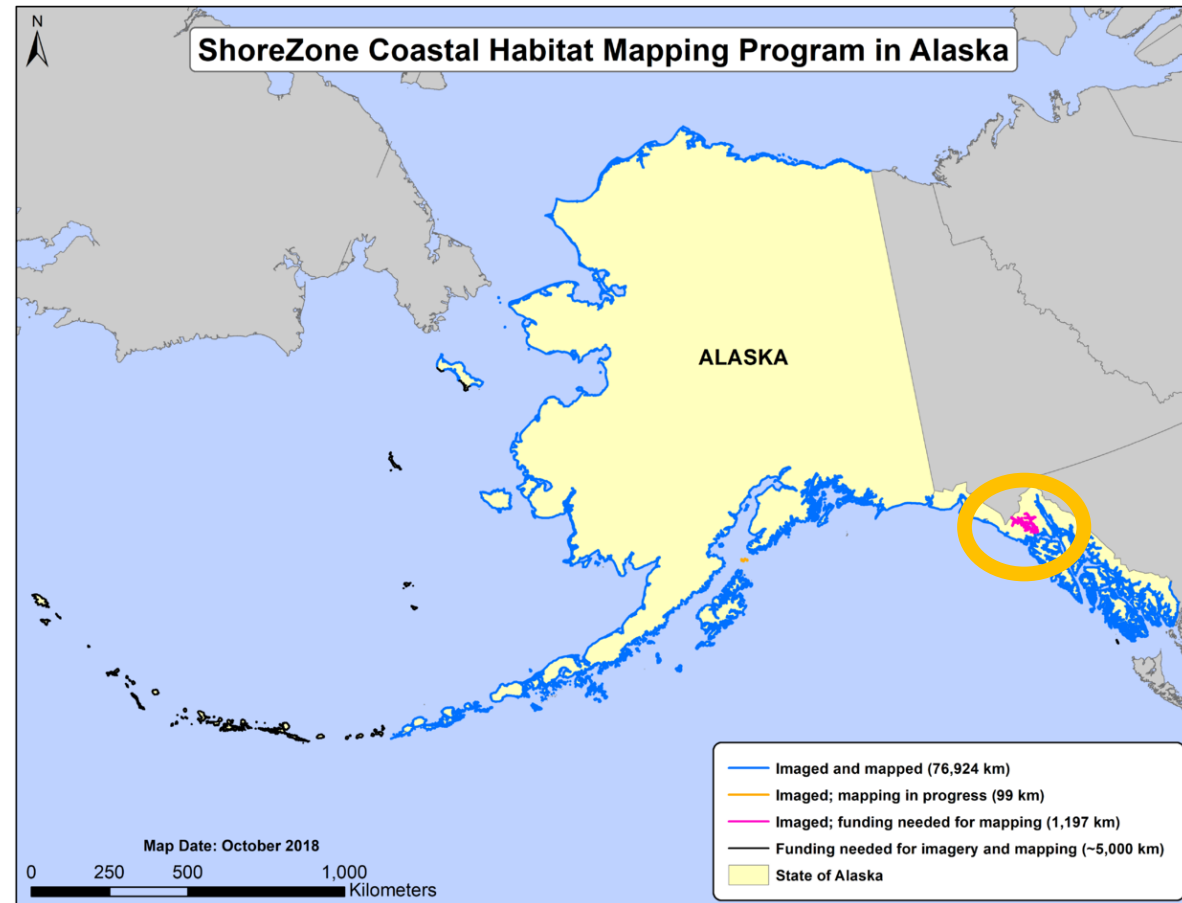 N
ShoreZone Coastal Habitat Mapping Program in Alaska
ALASKA
Imaged and mapped (76,924 km)
Imaged; mapping in progress (99 km)
Imaged; funding needed for mapping (1,197 km)
Funding needed for imagery and mapping (~5,000 km)
State of Alaska
Map Date: October 2018
0 250 500 1,000
Kilometers